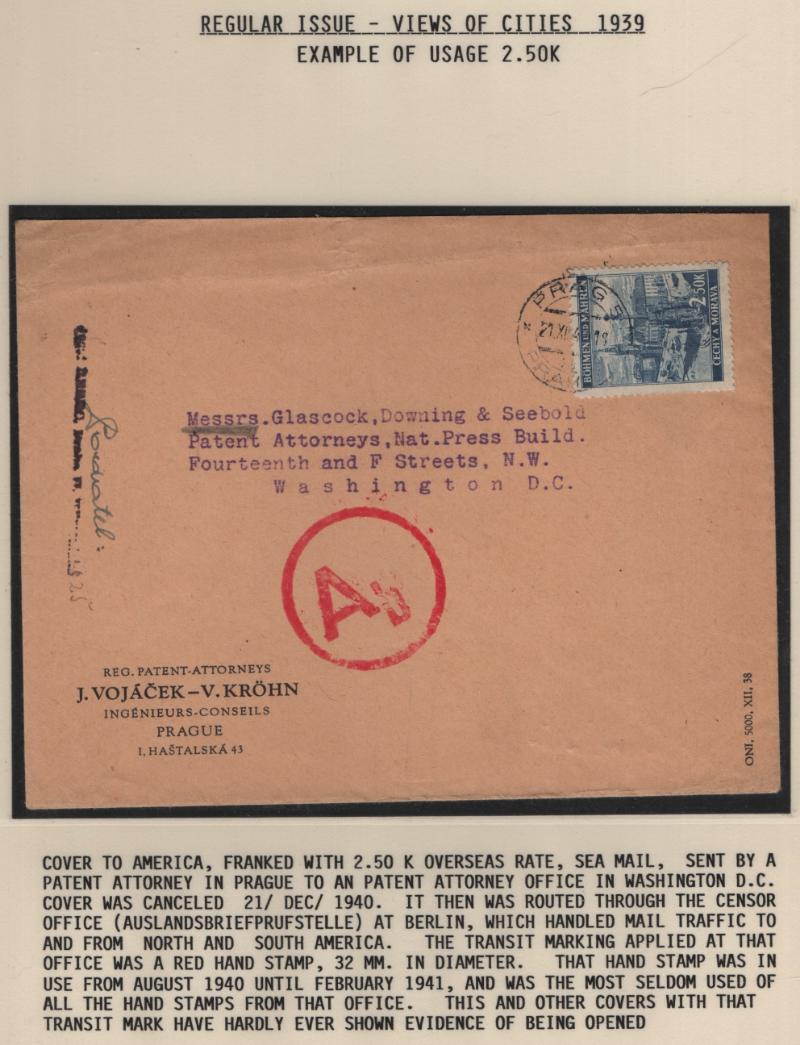 REGULAR ISSUE - VIEWS OF CITIES 1939
EXAMPLE OF USAGE 2.50K
PRAG 5
21.XII
BÖHMEN UND MÄHREN
2.50K
ČECHY A MORAVA
Messrs.Glascock,Downing & Seebold
Patent Attorneys,Nat.Press Build.
Fourteenth and F Streets, N.W.
Washington D.C.
A
REG. PATENT-ATTORNEYS
J. VOJÁČEK – V. KRÖHN
INGÉNIEURS-CONSEILS
PRAGUE
I, HAŠTALSKÁ 43
ONI, 5000, XII, 38
COVER TO AMERICA, FRANKED WITH 2.50 K OVERSEAS RATE, SEA MAIL, SENT BY A
PATENT ATTORNEY IN PRAGUE TO AN PATENT ATTORNEY OFFICE IN WASHINGTON D.C.
COVER WAS CANCELED 21/ DEC/ 1940. IT THEN WAS ROUTED THROUGH THE CENSOR
OFFICE (AUSLANDSBRIEFPRUFSTELLE) AT BERLIN, WHICH HANDLED MAIL TRAFFIC TO
AND FROM NORTH AND SOUTH AMERICA. THE TRANSIT MARKING APPLIED AT THAT
OFFICE WAS A RED HAND STAMP, 32 MM. IN DIAMETER. THAT HAND STAMP WAS IN
USE FROM AUGUST 1940 UNTIL FEBRUARY 1941, AND WAS THE MOST SELDOM USED OF
ALL THE HAND STAMPS FROM THAT OFFICE. THIS AND OTHER COVERS WITH THAT
TRANSIT MARK HAVE HARDLY EVER SHOWN EVIDENCE OF BEING OPENED